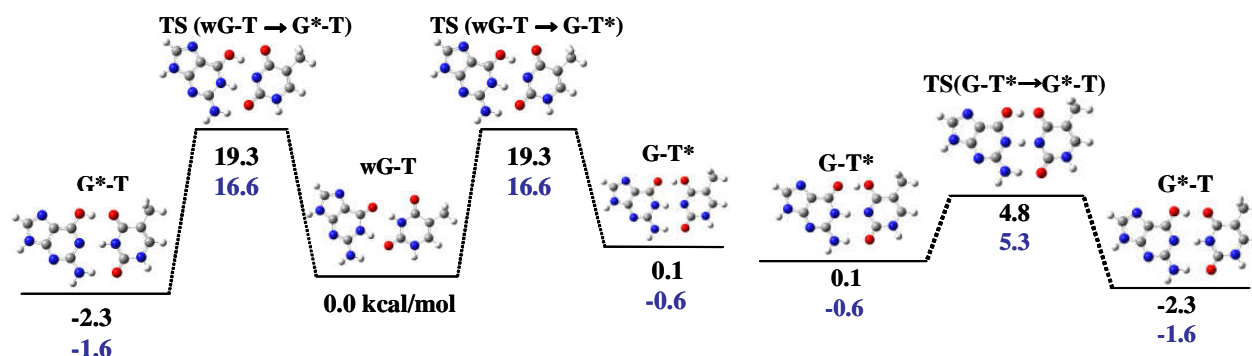 TS (wG-T → G*-T)
TS (wG-T → G-T*)
TS(G-T*→G*-T)
G*-T
19.3
16.6
wG-T
19.3
16.6
G-T*
G-T*
4.8
5.3
G*-T
-2.3
-1.6
0.0 kcal/mol
0.1
-0.6
0.1
-0.6
-2.3
-1.6